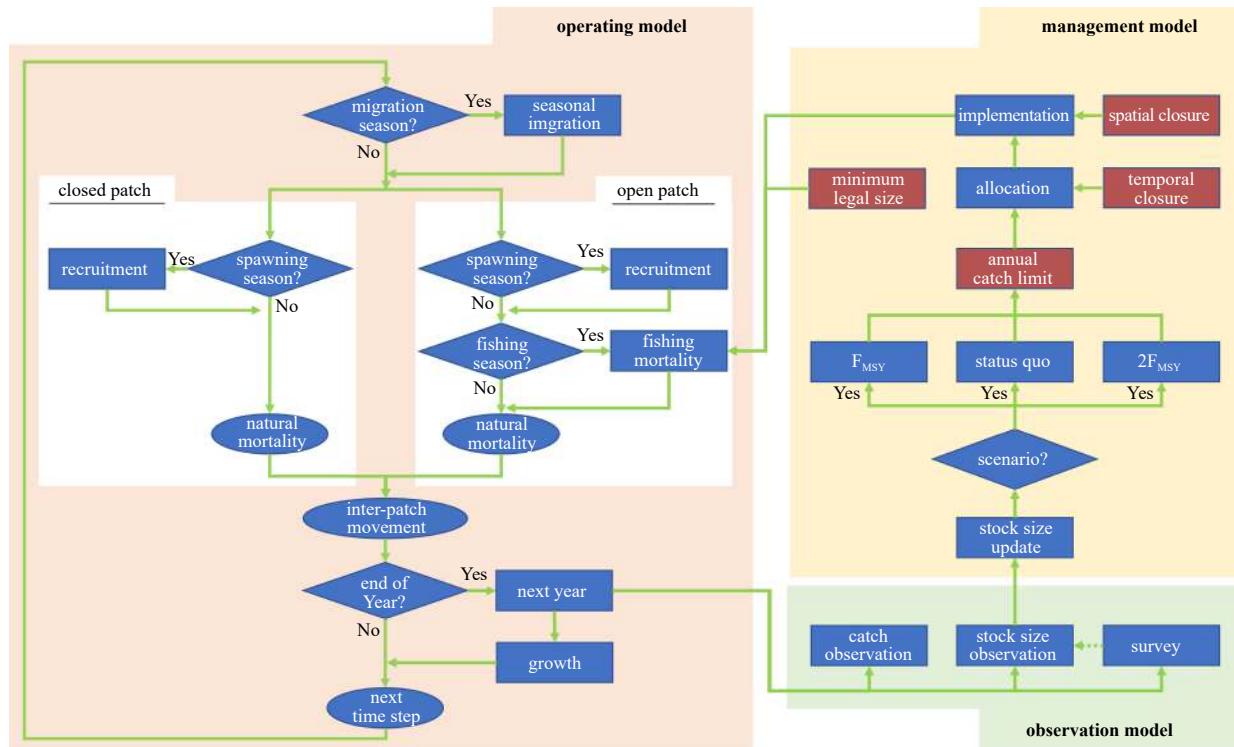 operating model
management model
migration
season?
Yes
seasonal
imgration
No
implementation
spatial closure
closed patch
open patch
minimum
legal size
allocation
temporal
closure
recruitment
Yes
spawning
season?
No
spawning
season?
Yes
recruitment
No
annual
catch limit
fishing
season?
Yes
fishing
mortality
No
F_MSY
status quo
2F_MSY
Yes
Yes
Yes
natural
mortality
natural
mortality
scenario?
inter-patch
movement
stock size
update
end of
Year?
Yes
next year
No
growth
catch
observation
stock size
observation
survey
next
time step
observation model